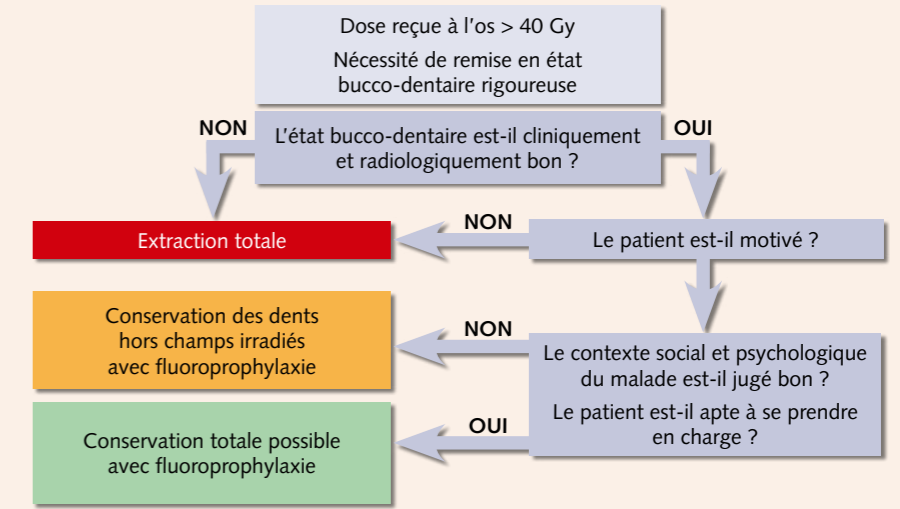 Dose reçue à l'os > 40 Gy
Nécessité de remise en état
bucco-dentaire rigoureuse
NON
L'état bucco-dentaire est-il cliniquement
et radiologiquement bon ?
OUI
Extraction totale
NON
Le patient est-il motivé ?
Conservation des dents
hors champs irradiés
avec fluoroprophylaxie
NON
Le contexte social et psychologique
du malade est-il jugé bon ?
Le patient est-il apte à se prendre
en charge ?
Conservation totale possible
avec fluoroprophylaxie
OUI